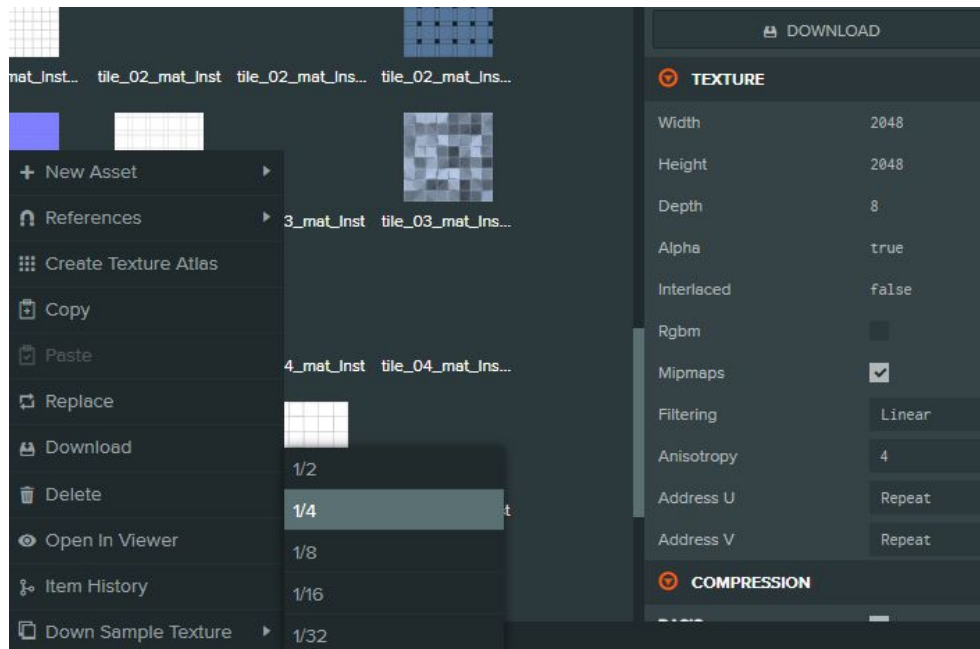 DOWNLOAD
mat_Inst... tile_02_mat_Inst tile_02_mat_Ins... tile_02_mat_Ins...
3_mat_Inst tile_03_mat_Ins...
4_mat_Inst tile_04_mat_Ins...
New Asset
References
Create Texture Atlas
Copy
Paste
Replace
Download
Delete
Open In Viewer
Item History
Down Sample Texture
1/2
1/4
1/8
1/16
1/32
TEXTURE
Width 2048
Height 2048
Depth 8
Alpha true
Interlaced false
Rgbm
Mipmaps
Filtering Linear
Anisotropy 4
Address U Repeat
Address V Repeat
COMPRESSION